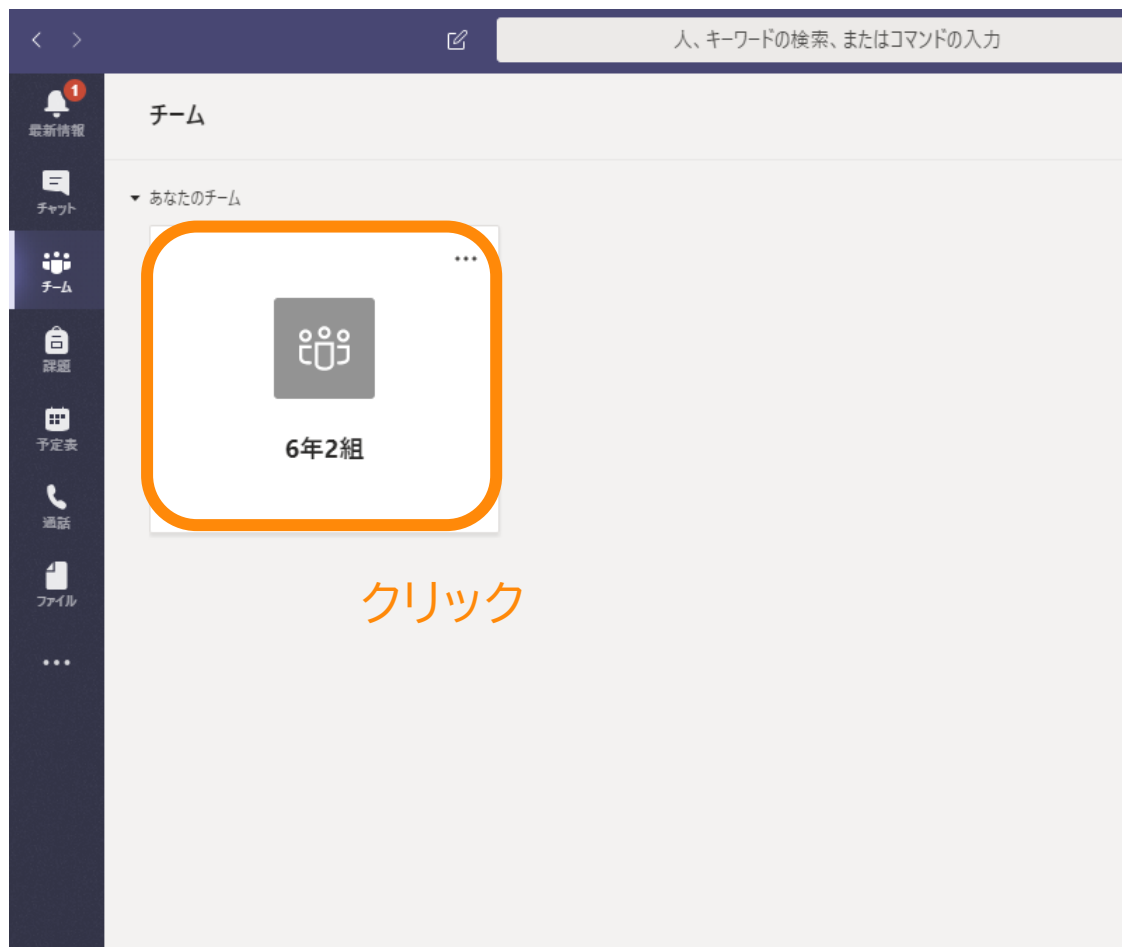 人、キーワードの検索、またはコマンドの入力
1
最新情報
チーム
チャット
あなたのチーム
チーム
課題
6年2組
予定表
通話
クリック
ファイル